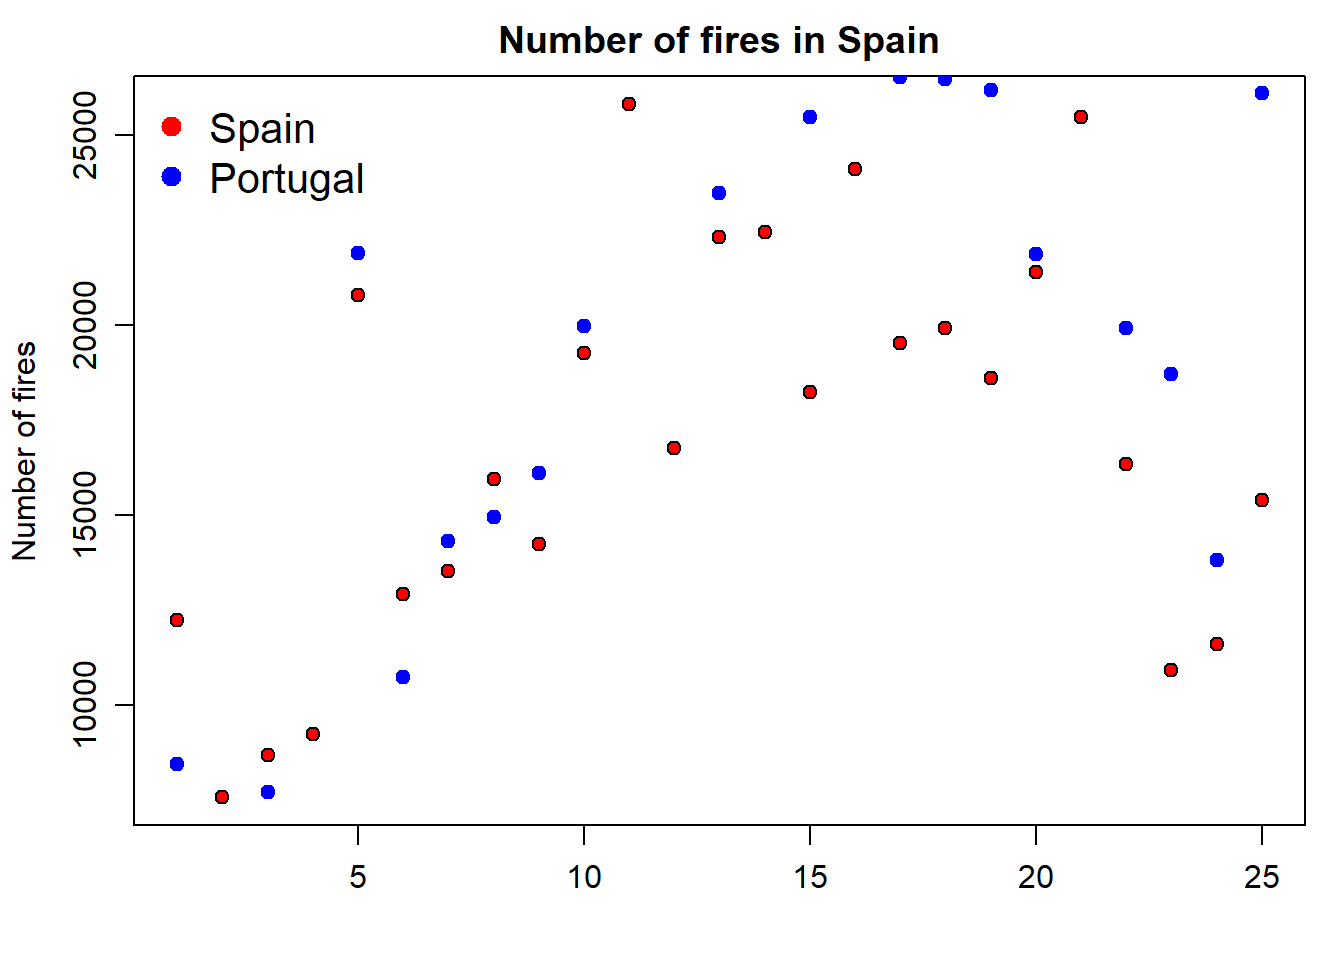 Number of fires in Spain
Spain
Portugal
Number of fires
25000
20000
15000
10000
5
10
15
20
25